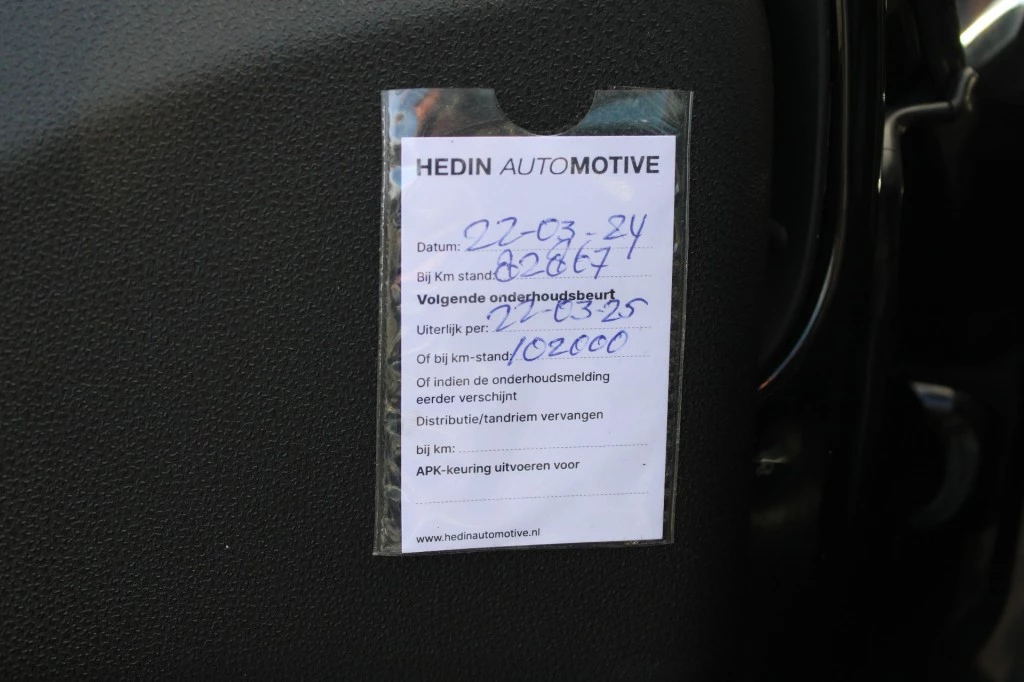 HEDIN AUTOMOTIVE
Datum: 22-03-24
Bij Km stand: 82867
Volgende onderhoudsbeurt
Uiterlijk per: 22-03-25
Of bij km-stand: 102000
Of indien de onderhoudsmelding
eerder verschijnt
Distributie/tandriem vervangen
bij km:
APK-keuring uitvoeren voor
www.hedinautomotive.nl